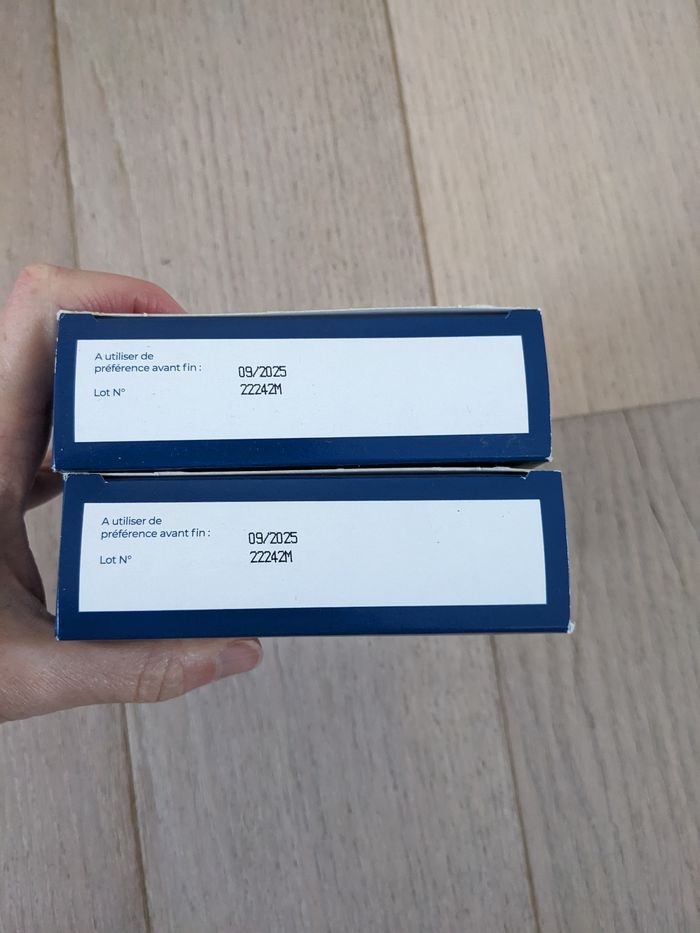 A utiliser de
préférence avant fin : 09/2025
Lot N° 22242M
A utiliser de
préférence avant fin : 09/2025
Lot N° 22242M